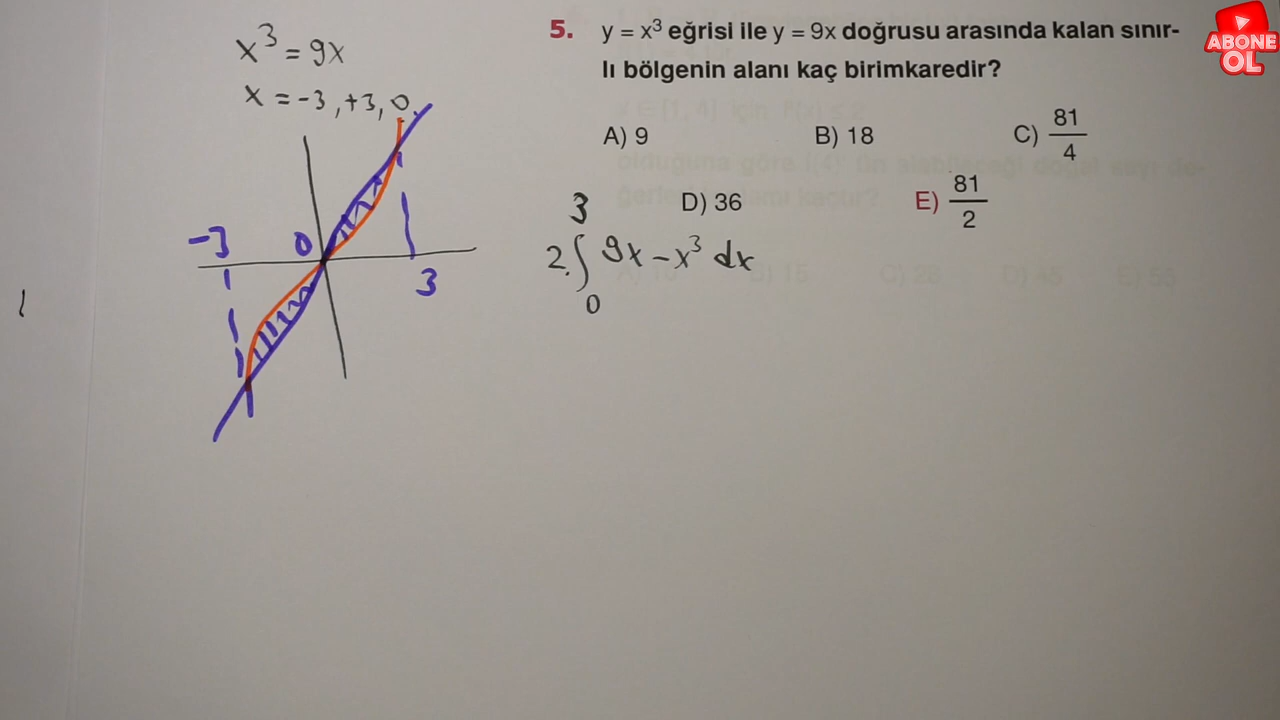 x³ = 9x
x = -3, +3, 0
-3
0
3
5. y = x³ eğrisi ile y = 9x doğrusu arasında kalan sınır-
lı bölgenin alanı kaç birimkaredir?
A) 9 B) 18 C) 81/4
D) 36 E) 81/2
2.∫₀³ 9x - x³ dx
ABONE
OL